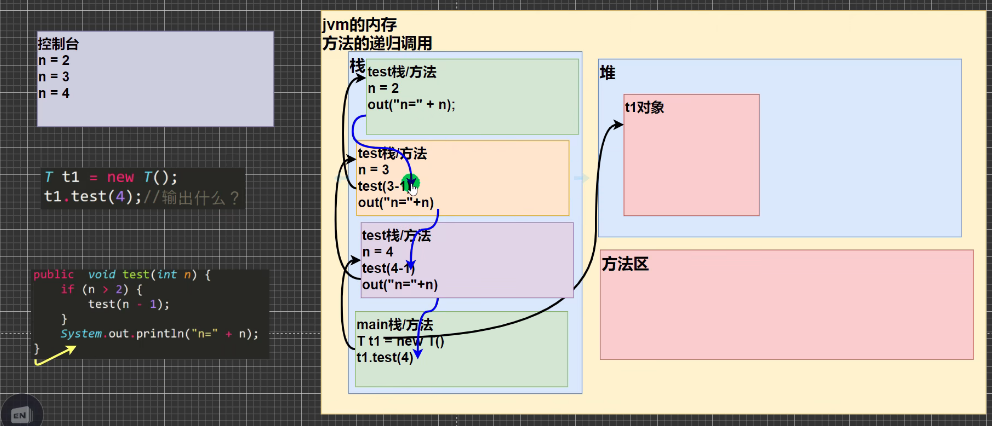 控制台
n = 2
n = 3
n = 4
T t1 = new T();
t1.test(4);//输出什么？
public void test(int n) {
if (n > 2) {
test(n - 1);
}
System.out.println("n=" + n);
}
jvm的内存
方法的递归调用
栈
test栈/方法
n = 2
out("n=" + n);
test栈/方法
n = 3
test(3-1)
out("n="+n)
test栈/方法
n = 4
test(4-1)
out("n="+n)
main栈/方法
T t1 = new T()
t1.test(4)
堆
t1对象
方法区
EN